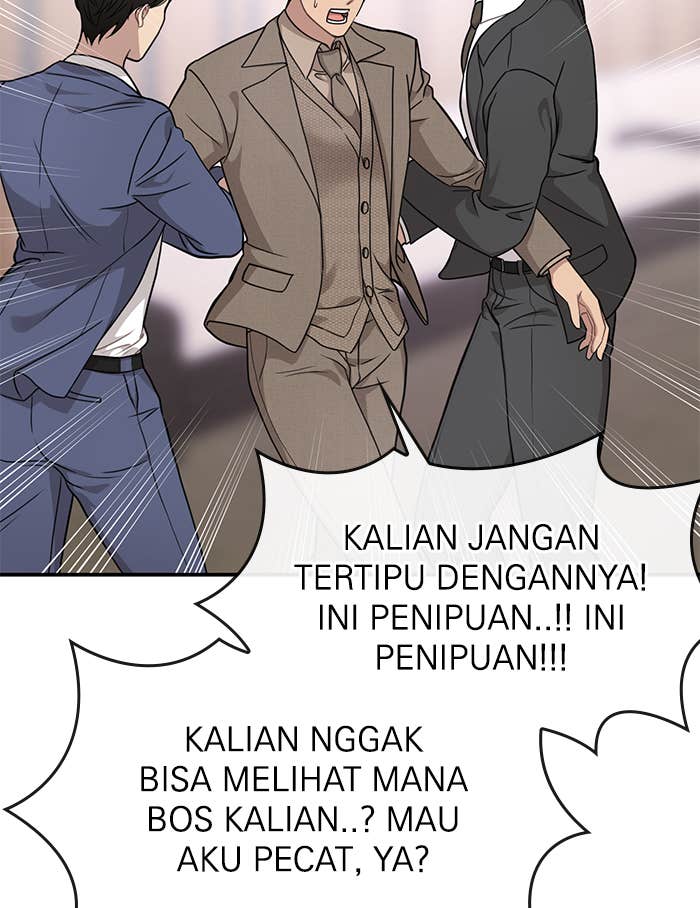 KALIAN JANGAN
TERTIPU DENGANNYA!
INI PENIPUAN..!! INI
PENIPUAN!!!
KALIAN NGGAK
BISA MELIHAT MANA
BOS KALIAN..? MAU
AKU PECAT, YA?